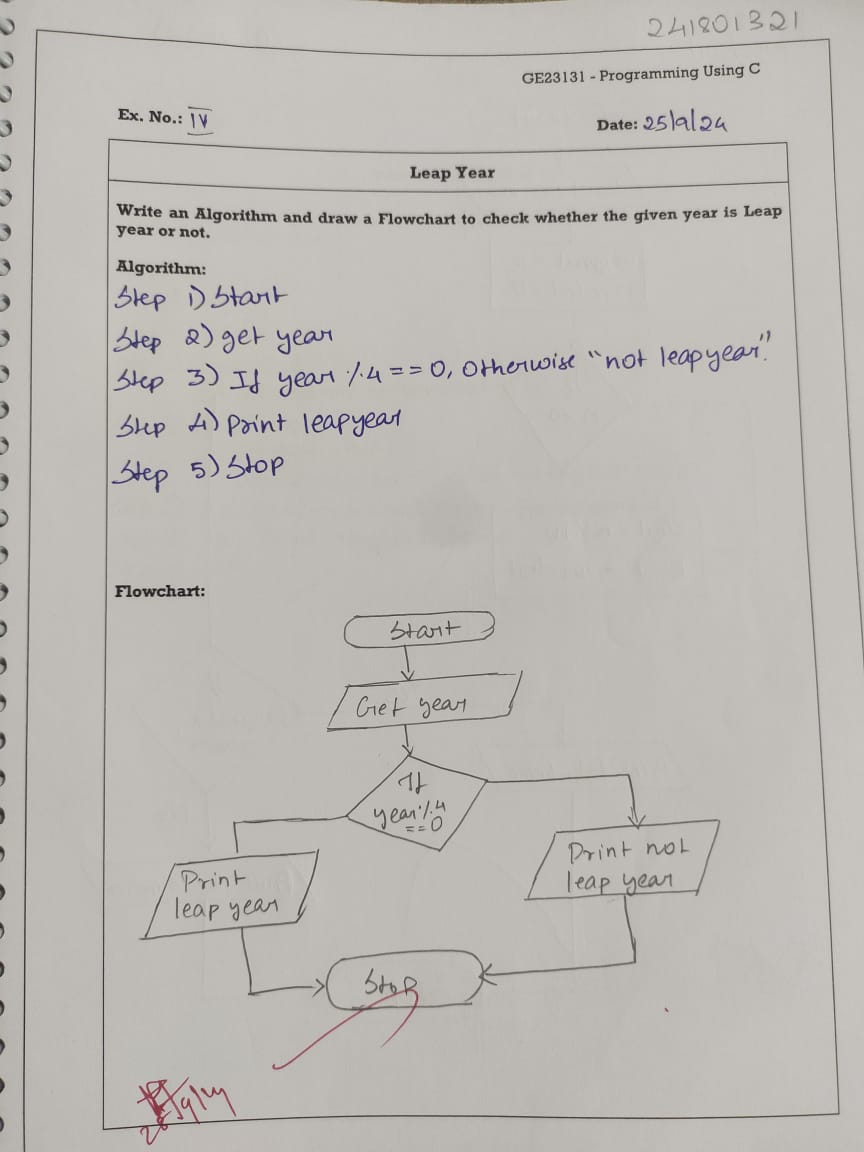 241801321
GE23131 - Programming Using C
Ex. No.: IV
Date: 25/9/24
Leap Year
Write an Algorithm and draw a Flowchart to check whether the given year is Leap
year or not.
Algorithm:
Step 1) Start
Step 2) get year
Step 3) If year % 4 == 0, Otherwise "not leapyear".
Step 4) Print leapyear
Step 5) Stop
Flowchart:
Start
Get year
If
year % 4
== 0
Print
leap year
Print not
leap year
Stop